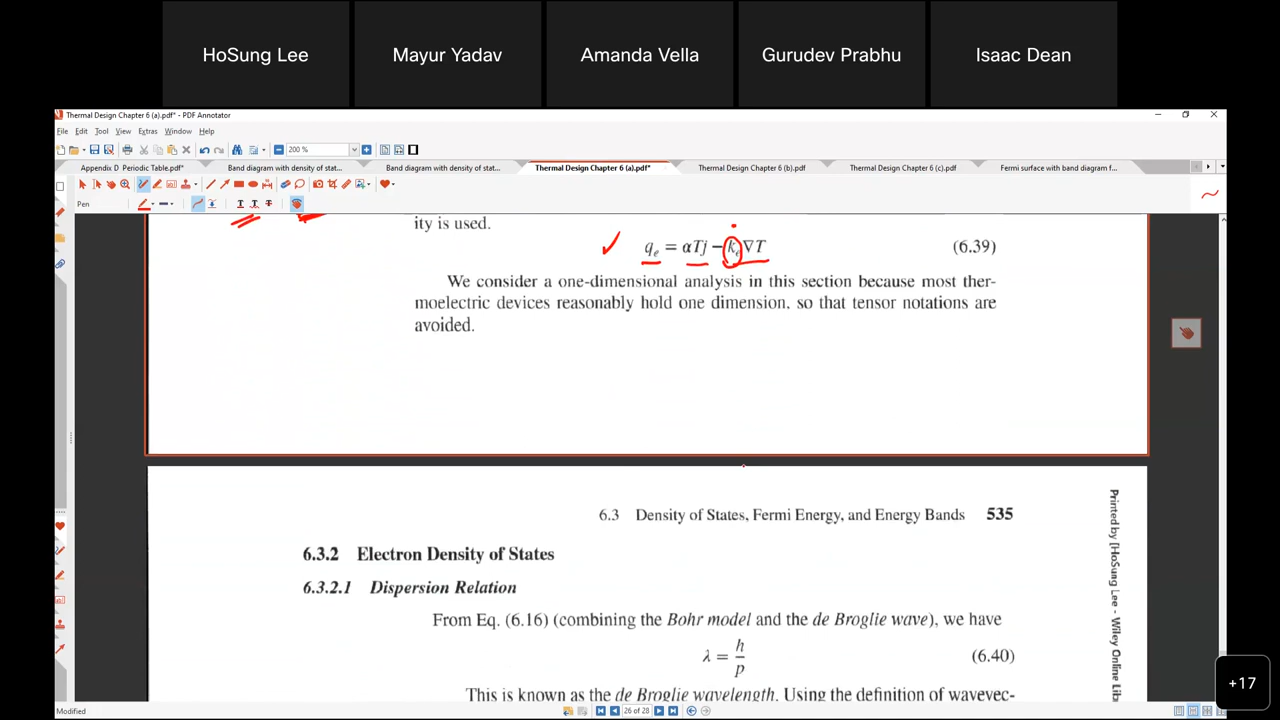 HoSung Lee
Mayur Yadav
Amanda Vella
Gurudev Prabhu
Isaac Dean
Thermal Design Chapter 6 (a).pdf* - PDF Annotator
File Edit Tool View Extras Window Help
200 %
Appendix D Periodic Table.pdf*
Band diagram with density of stat...
Band diagram with density of stat...
Thermal Design Chapter 6 (a).pdf*
Thermal Design Chapter 6 (b).pdf
Thermal Design Chapter 6 (c).pdf
Fermi surface with band diagram f...
Pen
ity is used.
qₑ = αTj − kₑ∇T (6.39)
We consider a one-dimensional analysis in this section because most ther-
moelectric devices reasonably hold one dimension, so that tensor notations are
avoided.
6.3 Density of States, Fermi Energy, and Energy Bands 535
6.3.2 Electron Density of States
6.3.2.1 Dispersion Relation
From Eq. (6.16) (combining the Bohr model and the de Broglie wave), we have
λ = h/p (6.40)
This is known as the de Broglie wavelength. Using the definition of wavevec-
Printed by [HoSung Lee - Wiley Online Liba
+17
Modified
26 of 28